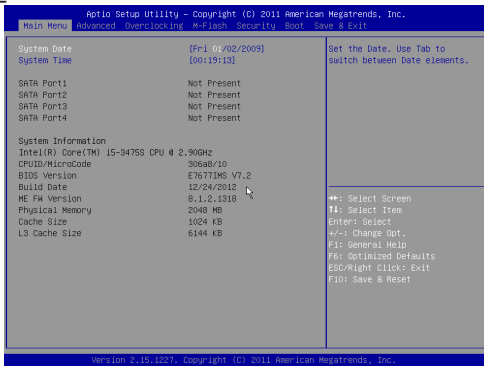 Aptio Setup Utility – Copyright (C) 2011 American Megatrends, Inc.
Main Menu Advanced Overclocking M-Flash Security Boot Save & Exit
System Date [Fri 01/02/2009]
System Time [00:19:13]
SATA Port1 Not Present
SATA Port2 Not Present
SATA Port3 Not Present
SATA Port4 Not Present
System Information
Intel(R) Core(TM) i5-3475S CPU @ 2.90GHz
CPUID/MicroCode 306a8/10
BIOS Version E7677IMS V7.2
Build Date 12/24/2012
ME FW Version 8.1.2.1318
Physical Memory 2048 MB
Cache Size 1024 KB
L3 Cache Size 6144 KB
Set the Date. Use Tab to
switch between Date elements.
→←: Select Screen
↑↓: Select Item
Enter: Select
+/-: Change Opt.
F1: General Help
F6: Optimized Defaults
ESC/Right Click: Exit
F10: Save & Reset
Version 2.15.1227. Copyright (C) 2011 American Megatrends, Inc.